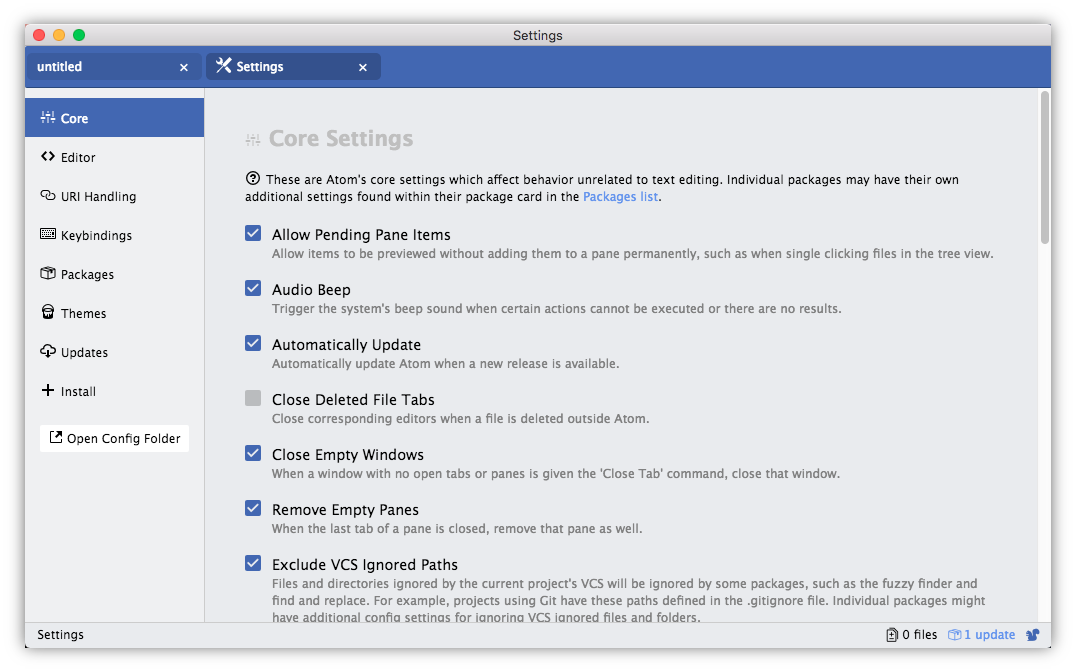 Settings
untitled
Settings
Core
Editor
URI Handling
Keybindings
Packages
Themes
Updates
Install
Open Config Folder
Core Settings
These are Atom's core settings which affect behavior unrelated to text editing. Individual packages may have their own
additional settings found within their package card in the Packages list.
Allow Pending Pane Items
Allow items to be previewed without adding them to a pane permanently, such as when single clicking files in the tree view.
Audio Beep
Trigger the system's beep sound when certain actions cannot be executed or there are no results.
Automatically Update
Automatically update Atom when a new release is available.
Close Deleted File Tabs
Close corresponding editors when a file is deleted outside Atom.
Close Empty Windows
When a window with no open tabs or panes is given the 'Close Tab' command, close that window.
Remove Empty Panes
When the last tab of a pane is closed, remove that pane as well.
Exclude VCS Ignored Paths
Files and directories ignored by the current project's VCS will be ignored by some packages, such as the fuzzy finder and
find and replace. For example, projects using Git have these paths defined in the .gitignore file. Individual packages might
have additional config settings for ignoring VCS ignored files and folders.
Settings
0 files
1 update